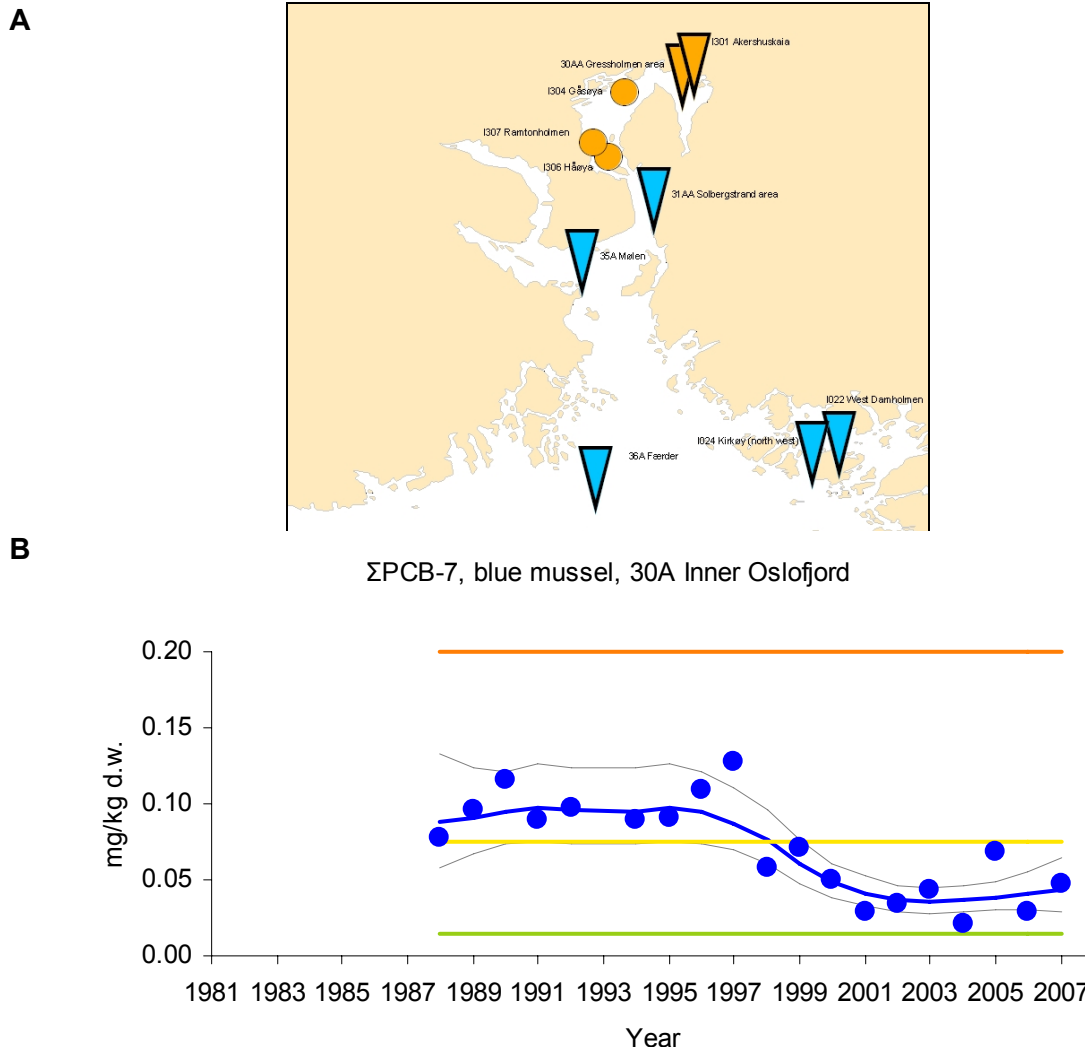 A
I301 Akershuskaia
30AA Gressholmen area
I304 Gåsøya
I307 Ramtonholmen
I306 Håøya
31AA Solbergstrand area
35A Mølen
I022 West Damholmen
I024 Kirkøy (north west)
36A Færder
B
ΣPCB-7, blue mussel, 30A Inner Oslofjord
0.20
0.15
0.10
0.05
0.00
mg/kg d.w.
1981 1983 1985 1987 1989 1991 1993 1995 1997 1999 2001 2003 2005 2007
Year